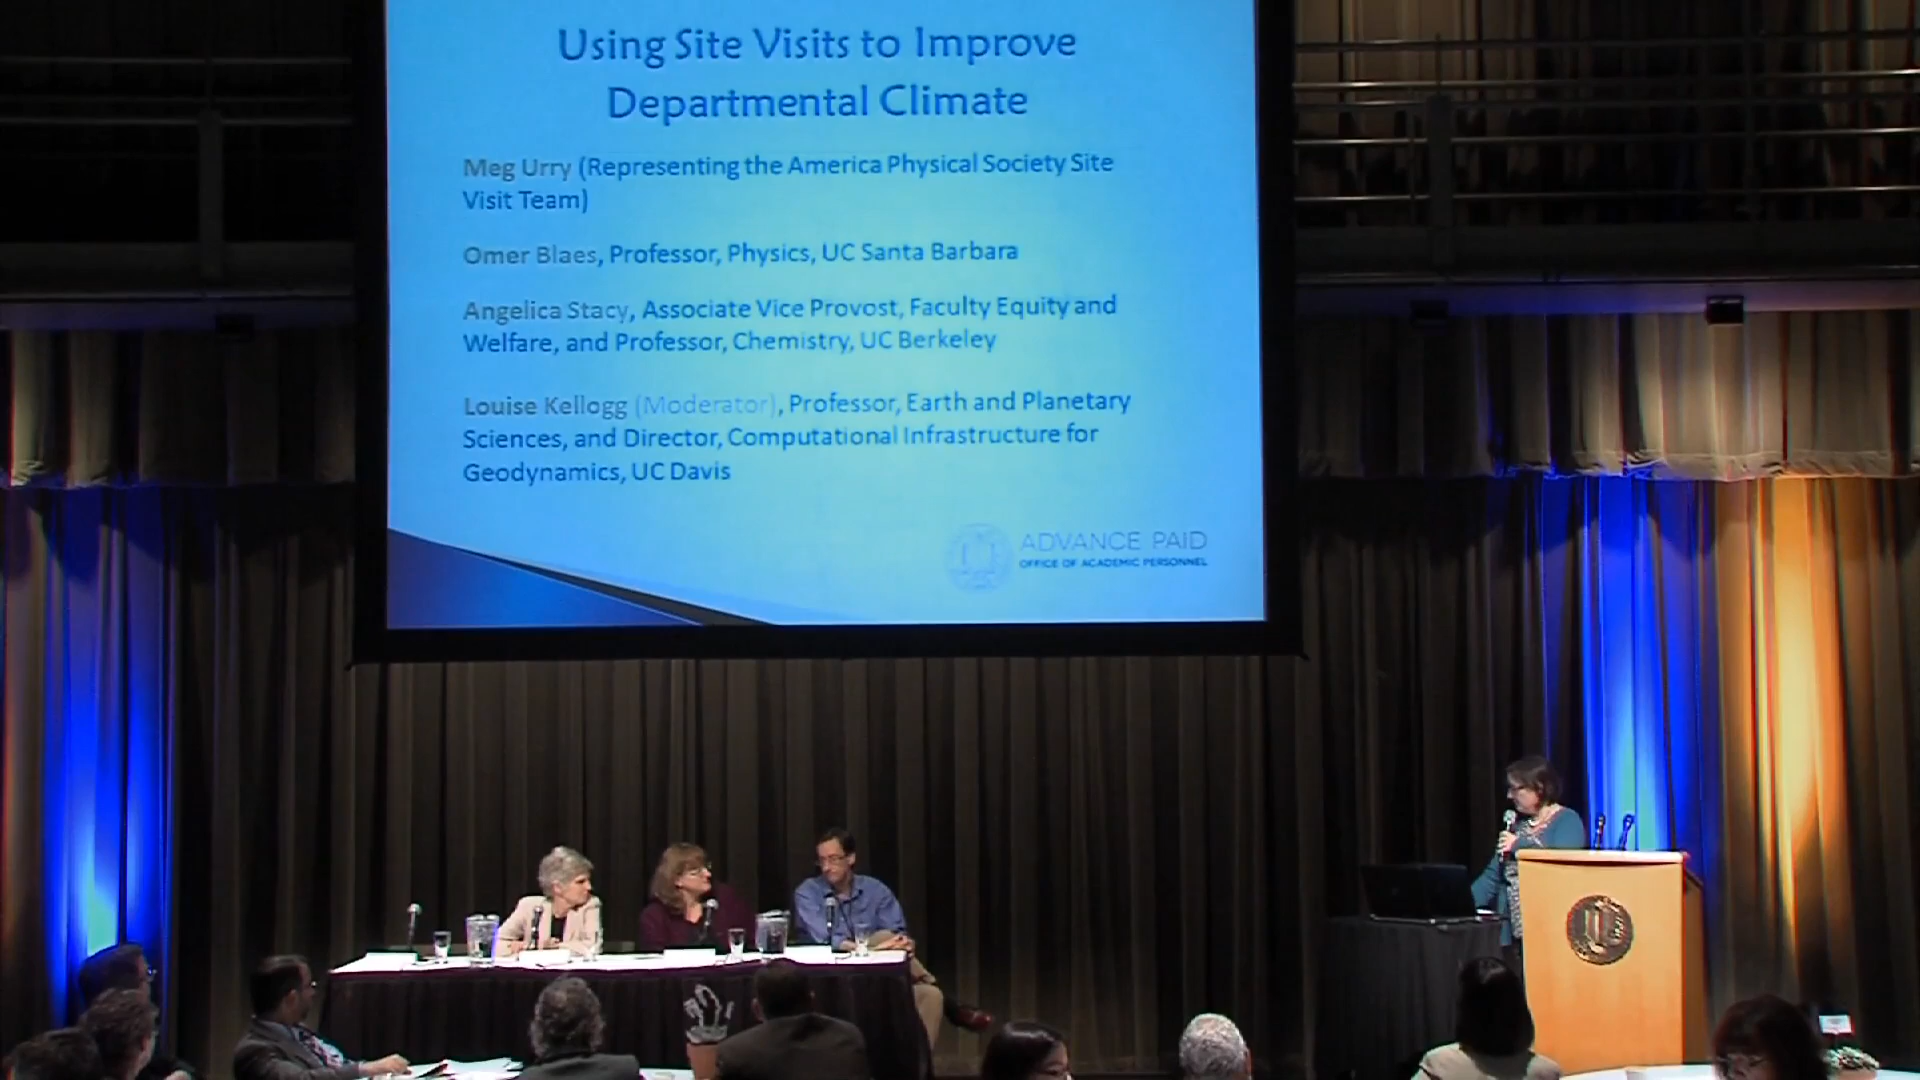 Using Site Visits to Improve
Departmental Climate
Meg Urry (Representing the America Physical Society Site
Visit Team)
Omer Blaes, Professor, Physics, UC Santa Barbara
Angelica Stacy, Associate Vice Provost, Faculty Equity and
Welfare, and Professor, Chemistry, UC Berkeley
Louise Kellogg (Moderator), Professor, Earth and Planetary
Sciences, and Director, Computational Infrastructure for
Geodynamics, UC Davis
ADVANCE PAID
OFFICE OF ACADEMIC PERSONNEL